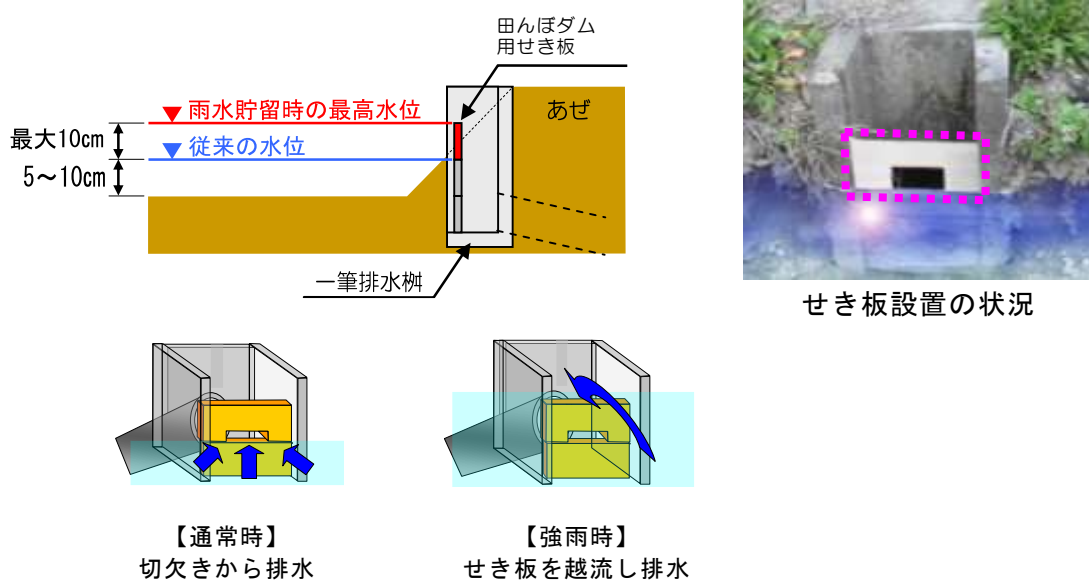 田んぼダム
用せき板
雨水貯留時の最高水位
あぜ
最大10cm
従来の水位
5~10cm
一筆排水桝
せき板設置の状況
【通常時】
切欠きから排水
【強雨時】
せき板を越流し排水